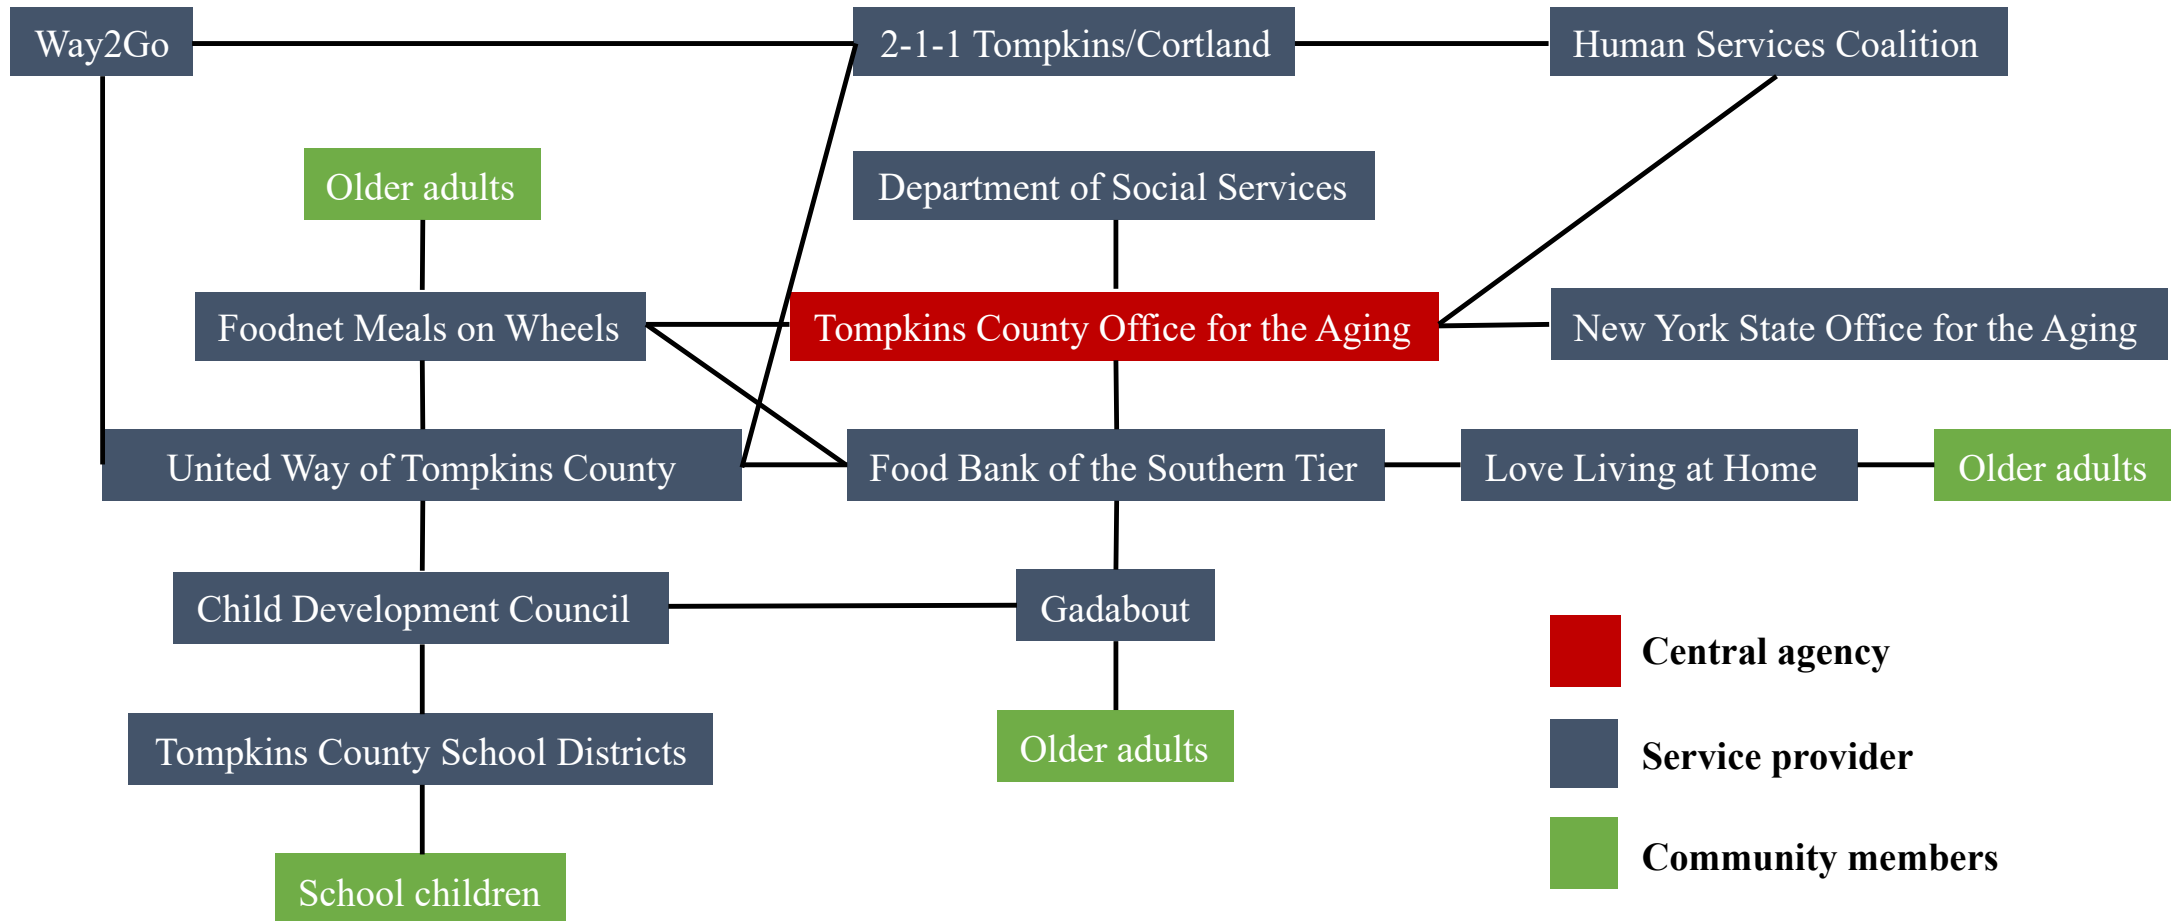 Way2Go
2-1-1 Tompkins/Cortland
Human Services Coalition
Older adults
Department of Social Services
Foodnet Meals on Wheels
Tompkins County Office for the Aging
New York State Office for the Aging
United Way of Tompkins County
Food Bank of the Southern Tier
Love Living at Home
Older adults
Child Development Council
Gadabout
Central agency
Tompkins County School Districts
Older adults
Service provider
School children
Community members